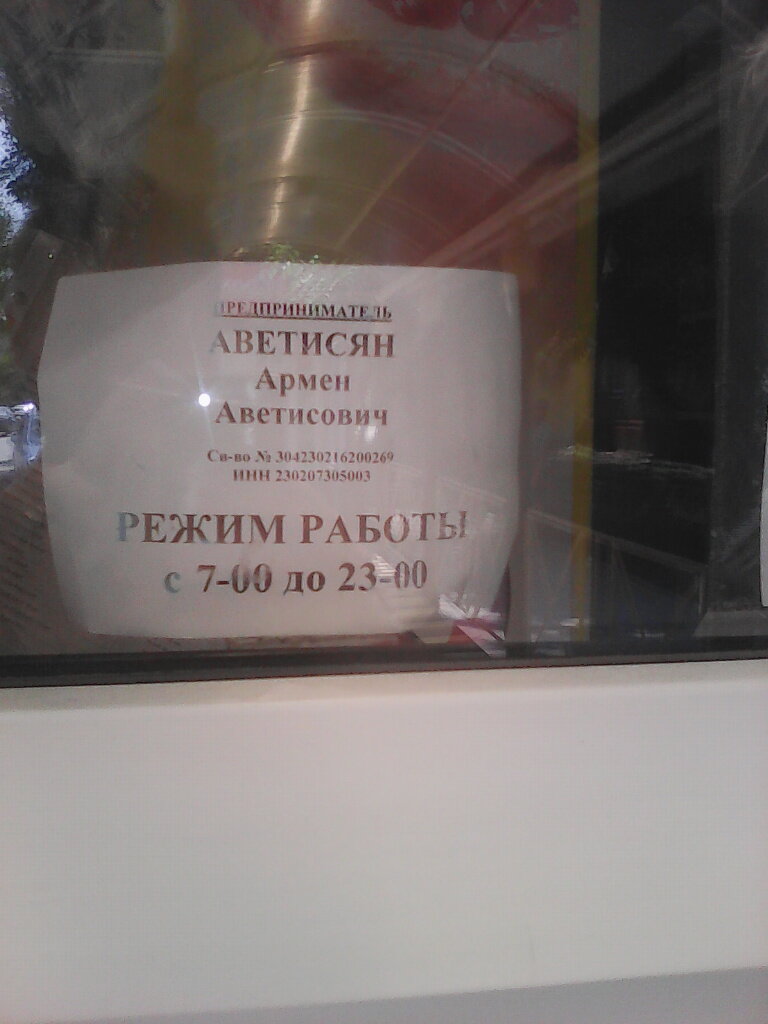 ПРЕДПРИНИМАТЕЛЬ
АВЕТИСЯН
Армен
Аветисович
Св-во № 304230216200269
ИНН 230207305003
РЕЖИМ РАБОТЫ
с 7-00 до 23-00